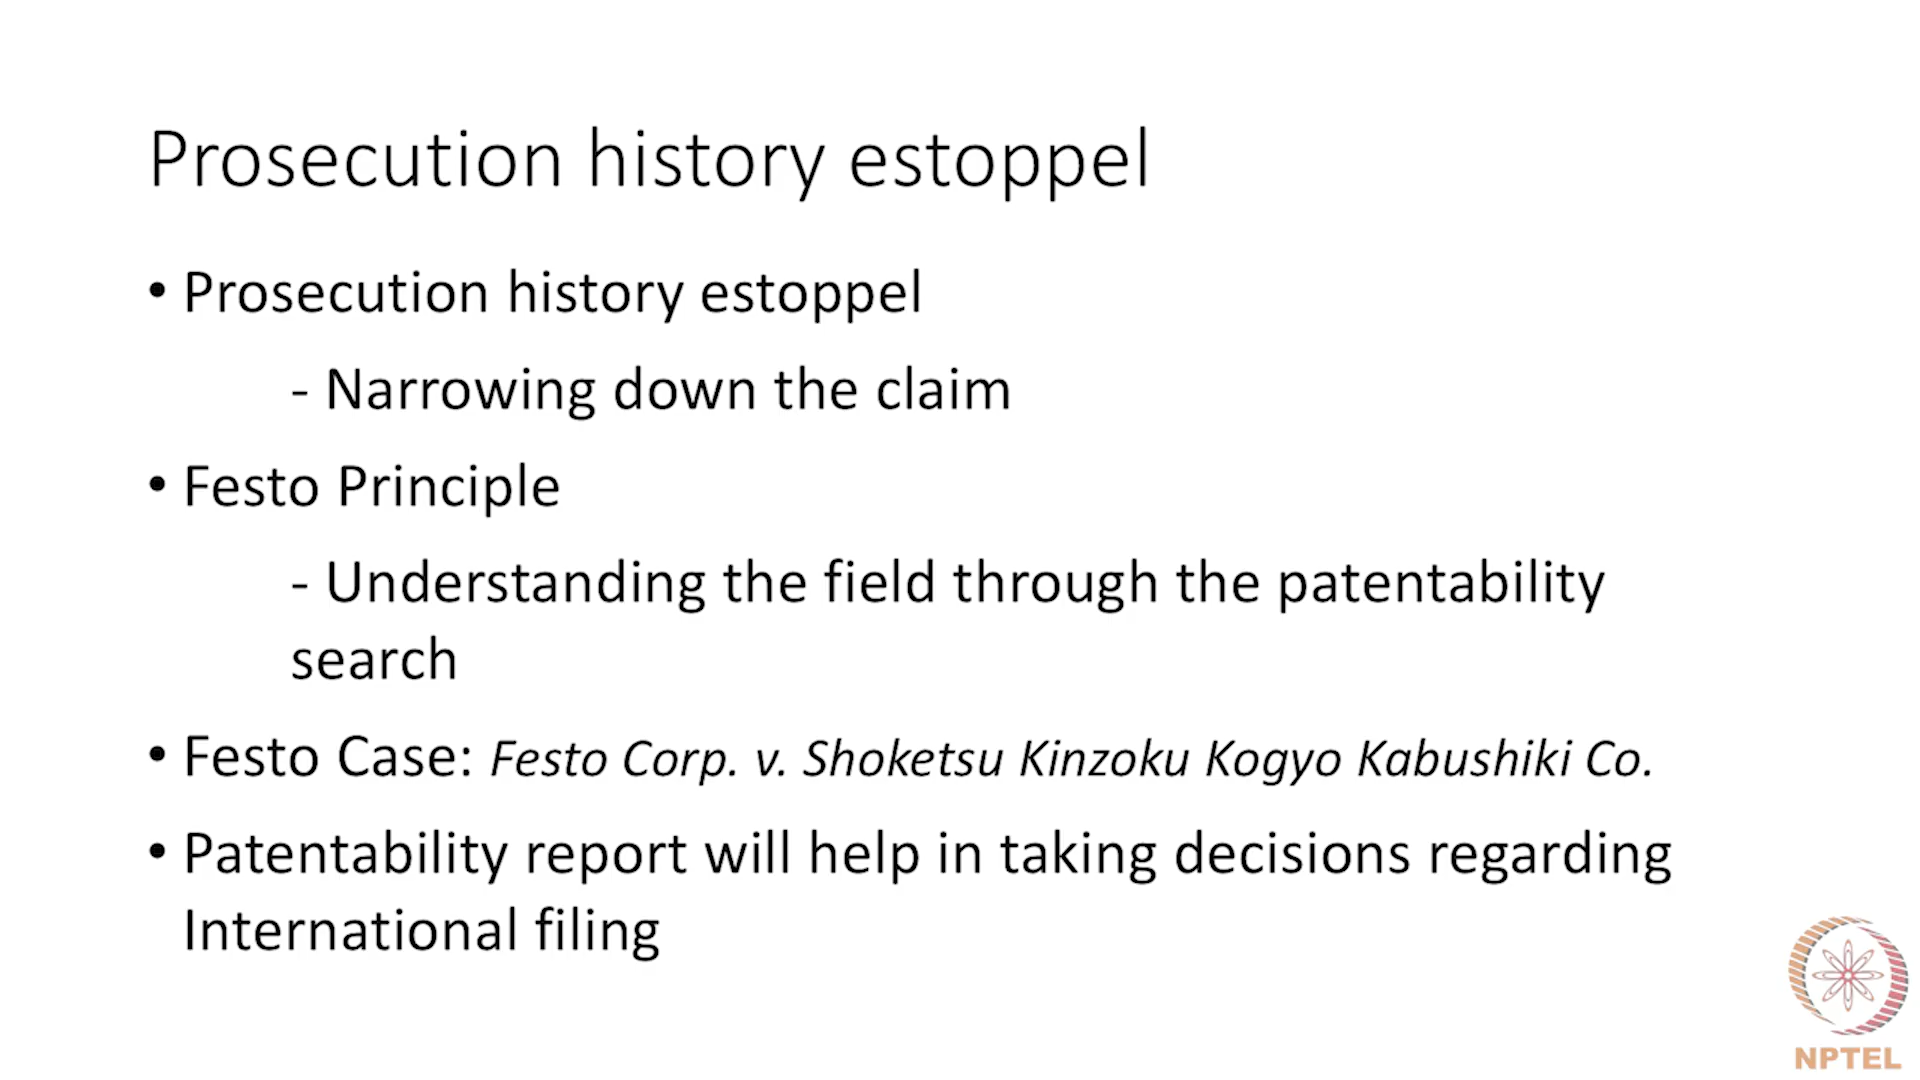 Prosecution history estoppel
• Prosecution history estoppel
- Narrowing down the claim
• Festo Principle
- Understanding the field through the patentability
search
• Festo Case: Festo Corp. v. Shoketsu Kinzoku Kogyo Kabushiki Co.
• Patentability report will help in taking decisions regarding
International filing
NPTEL